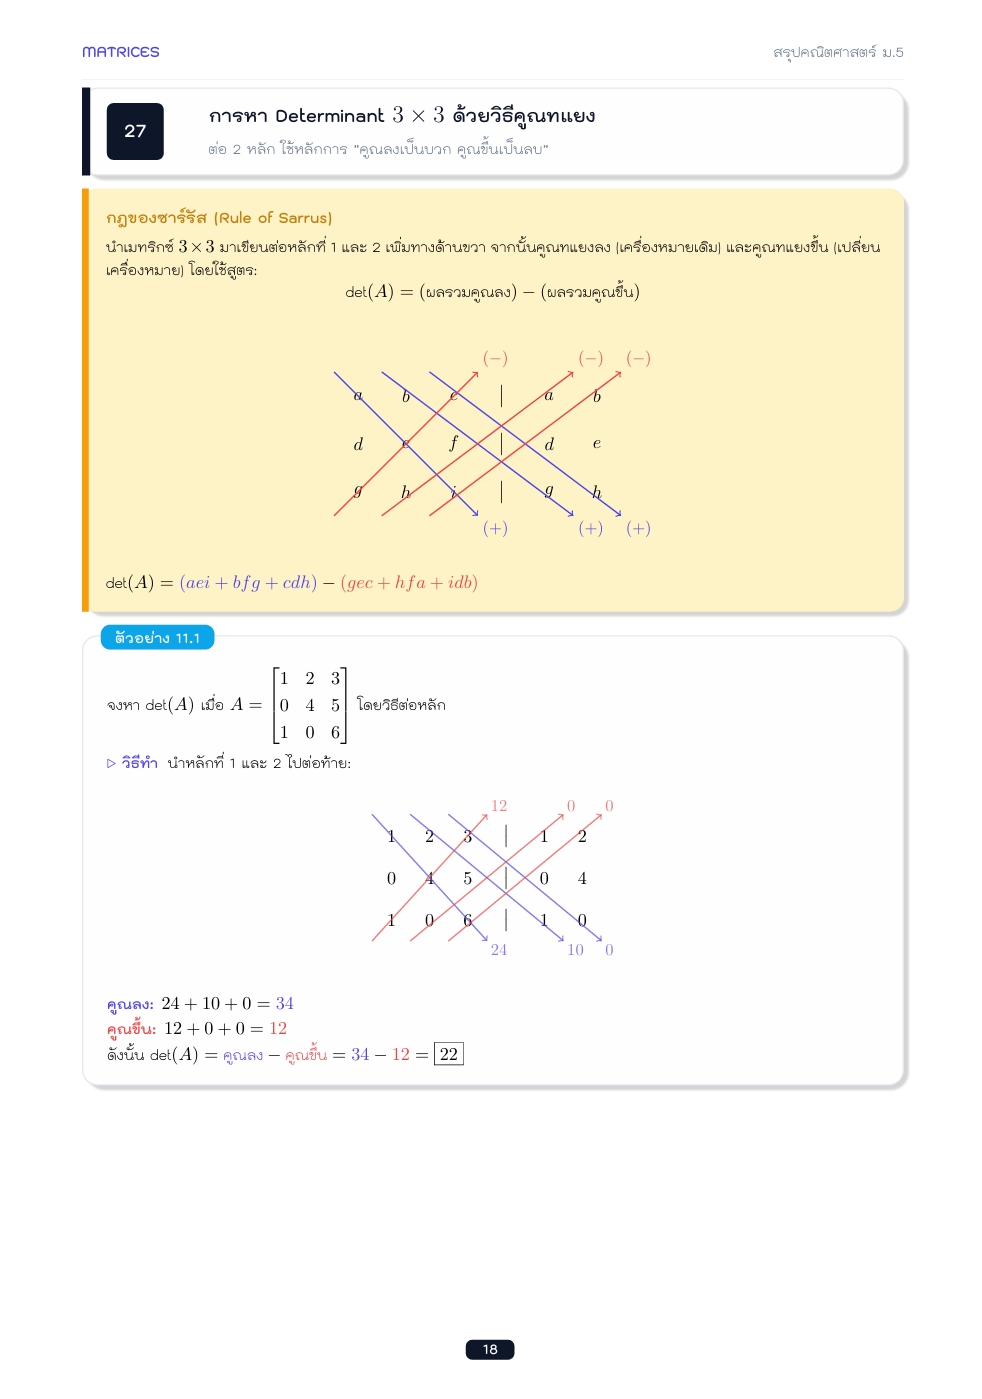 MATRICES
สรุปคณิตศาสตร์ ม.5
27
การหา Determinant 3 × 3 ด้วยวิธีคูณทแยง
ต่อ 2 หลัก ใช้หลักการ "คูณลงเป็นบวก คูณขึ้นเป็นลบ"
กฎของซาร์รัส (Rule of Sarrus)
นำเมทริกซ์ 3×3 มาเขียนต่อหลักที่ 1 และ 2 เพิ่มทางด้านขวา จากนั้นคูณทแยงลง (เครื่องหมายเดิม) และคูณทแยงขึ้น (เปลี่ยน
เครื่องหมาย) โดยใช้สูตร:
det(A) = (ผลรวมคูณลง) − (ผลรวมคูณขึ้น)
(−) (−) (−)
a b c | a b
d e f | d e
g h i | g h
(+) (+) (+)
det(A) = (aei + bfg + cdh) − (gec + hfa + idb)
ตัวอย่าง 11.1
1 2 3
จงหา det(A) เมื่อ A = 0 4 5 โดยวิธีต่อหลัก
1 0 6
▷ วิธีทำ นำหลักที่ 1 และ 2 ไปต่อท้าย:
12 0 0
1 2 3 | 1 2
0 4 5 | 0 4
1 0 6 | 1 0
24 10 0
คูณลง: 24 + 10 + 0 = 34
คูณขึ้น: 12 + 0 + 0 = 12
ดังนั้น det(A) = คูณลง − คูณขึ้น = 34 − 12 = 22
18